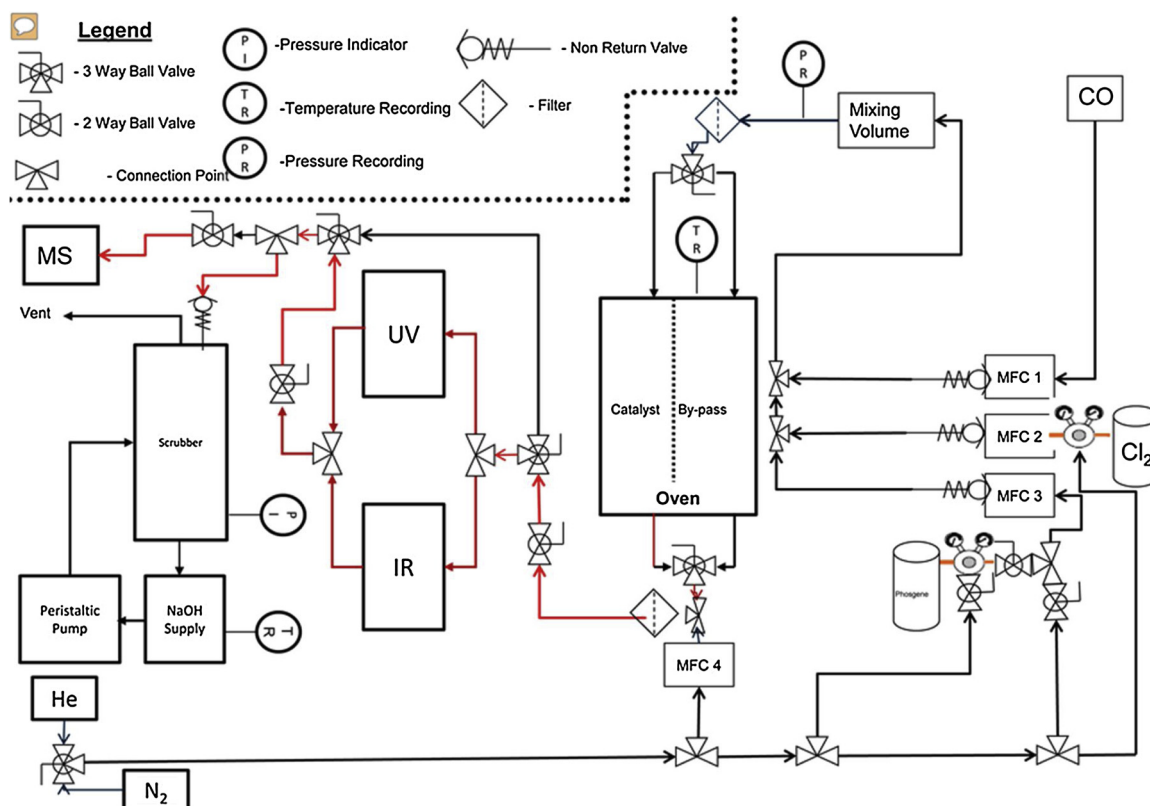 Legend
P
I
-Pressure Indicator
- Non Return Valve
- 3 Way Ball Valve
T
R
-Temperature Recording
- Filter
- 2 Way Ball Valve
P
R
-Pressure Recording
- Connection Point
P
R
Mixing
Volume
CO
T
R
MS
Vent
UV
Scrubber
Catalyst
By-pass
Oven
MFC 1
MFC 2
MFC 3
Cl2
P I
IR
Phosgene
Peristaltic
Pump
NaOH
Supply
T R
MFC 4
He
N2